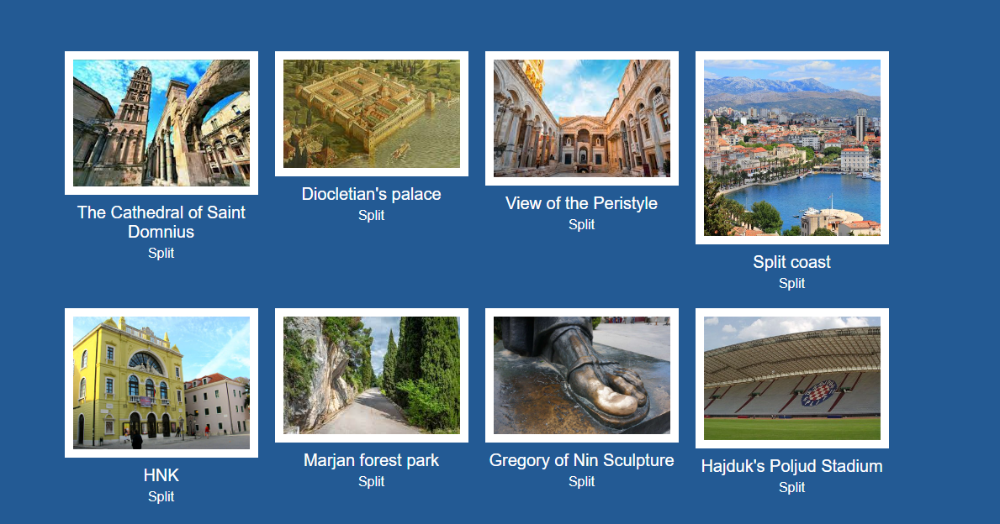 The Cathedral of Saint
Domnius
Split
Diocletian's palace
Split
View of the Peristyle
Split
Split coast
Split
HNK
Split
Marjan forest park
Split
Gregory of Nin Sculpture
Split
Hajduk's Poljud Stadium
Split